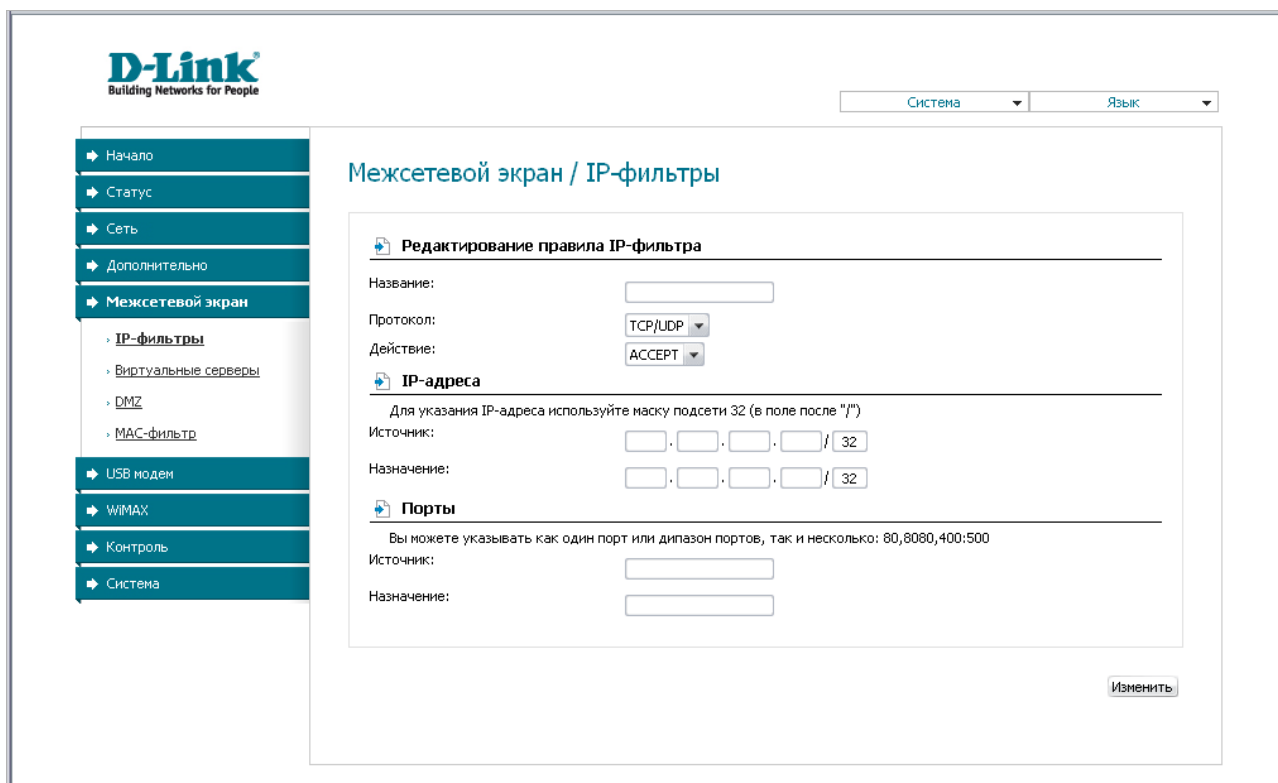 D-Link
Building Networks for People
Система
Язык
Начало
Статус
Сеть
Дополнительно
Межсетевой экран
IP-фильтры
Виртуальные серверы
DMZ
MAC-фильтр
USB модем
WiMAX
Контроль
Система
Межсетевой экран / IP-фильтры
Редактирование правила IP-фильтра
Название:
Протокол: TCP/UDP
Действие: ACCEPT
IP-адреса
Для указания IP-адреса используйте маску подсети 32 (в поле после "/")
Источник: . . . / 32
Назначение: . . . / 32
Порты
Вы можете указывать как один порт или дипазон портов, так и несколько: 80,8080,400:500
Источник:
Назначение:
Изменить